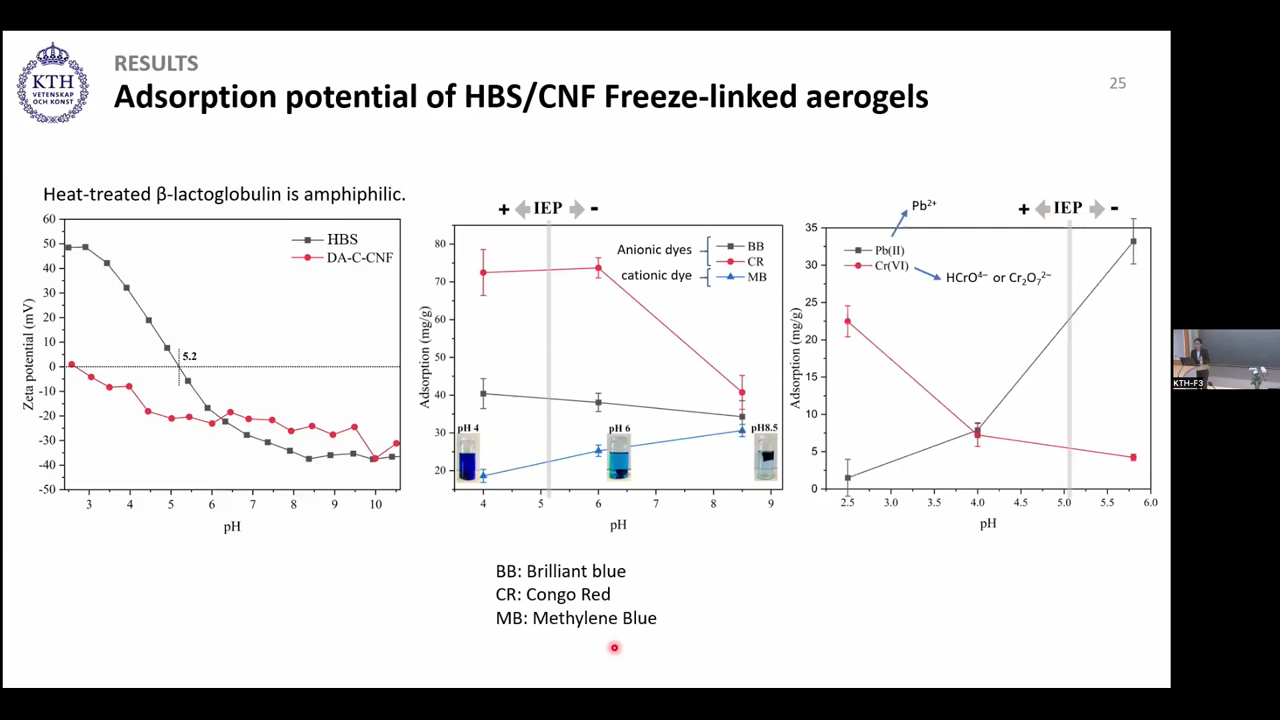 KTH
VETENSKAP
OCH KONST
RESULTS
Adsorption potential of HBS/CNF Freeze-linked aerogels
25
Heat-treated β-lactoglobulin is amphiphilic.
60
50
40
30
20
10
0
-10
-20
-30
-40
-50
Zeta potential (mV)
HBS
DA-C-CNF
5.2
3 4 5 6 7 8 9 10
pH
+ IEP -
80
70
60
50
40
30
20
Adsorption (mg/g)
Anionic dyes
cationic dye
BB
CR
MB
pH 4
pH 6
pH8.5
4 5 6 7 8 9
pH
Pb²⁺
+ IEP -
35
30
25
20
15
10
5
0
Adsorption (mg/g)
Pb(II)
Cr(VI)
HCrO⁴⁻ or Cr₂O₇²⁻
2.5 3.0 3.5 4.0 4.5 5.0 5.5 6.0
pH
BB: Brilliant blue
CR: Congo Red
MB: Methylene Blue
KTH-F3